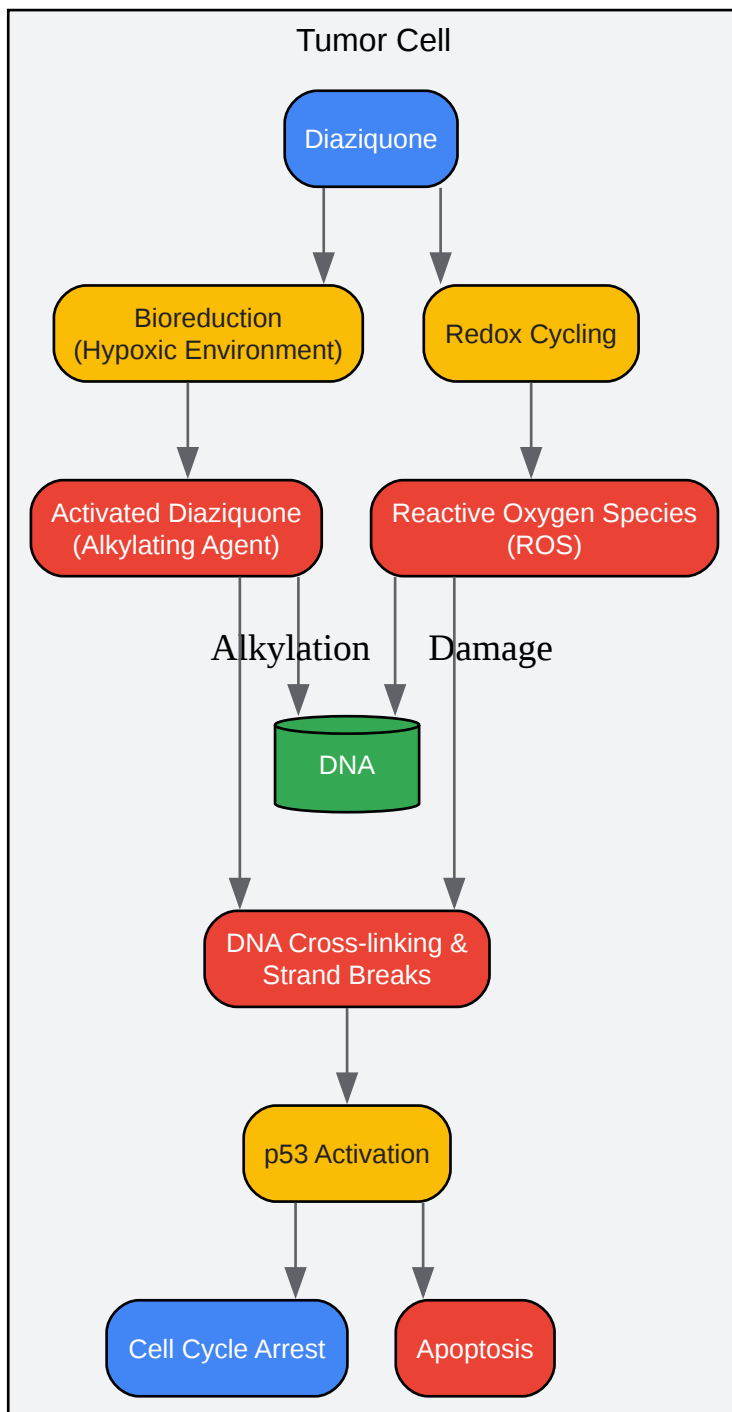 Tumor Cell
Diaziquone
Bioreduction
(Hypoxic Environment)
Redox Cycling
Activated Diaziquone
(Alkylating Agent)
Reactive Oxygen Species
(ROS)
Alkylation
Damage
DNA
DNA Cross-linking &
Strand Breaks
p53 Activation
Cell Cycle Arrest
Apoptosis